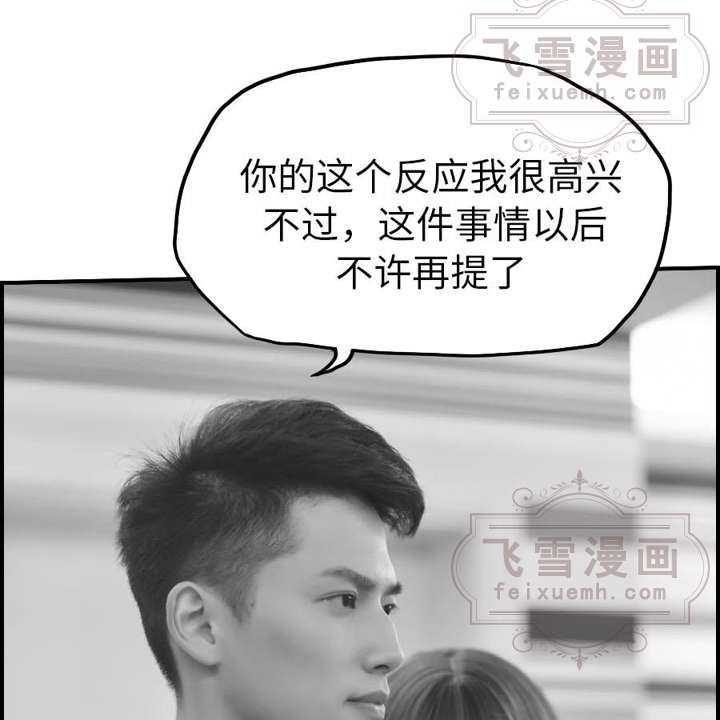 飞雪漫画
feixuemh.com
你的这个反应我很高兴
不过，这件事情以后
不许再提了
飞雪漫画
feixuemh.com